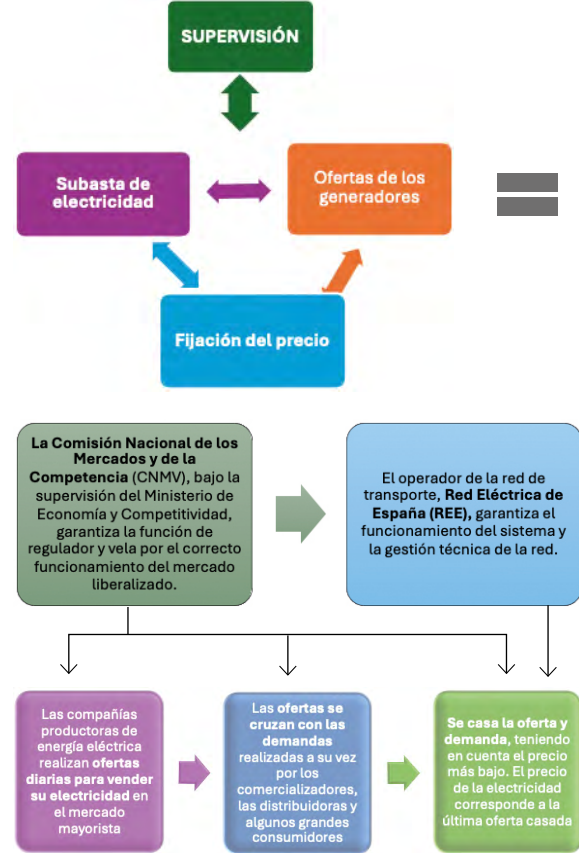 SUPERVISIÓN
Subasta de
electricidad
Ofertas de los
generadores
Fijación del precio
La Comisión Nacional de los
Mercados y de la
Competencia (CNMV), bajo la
supervisión del Ministerio de
Economía y Competitividad,
garantiza la función de
regulador y vela por el correcto
funcionamiento del mercado
liberalizado.
El operador de la red de
transporte, Red Eléctrica de
España (REE), garantiza el
funcionamiento del sistema y
la gestión técnica de la red.
Las compañías
productoras de
energía eléctrica
realizan ofertas
diarias para vender
su electricidad en
el mercado
mayorista
Las ofertas se
cruzan con las
demandas
realizadas a su vez
por los
comercializadores,
las distribuidoras y
algunos grandes
consumidores
Se casa la oferta y
demanda, teniendo
en cuenta el precio
más bajo. El precio
de la electricidad
corresponde a la
última oferta casada